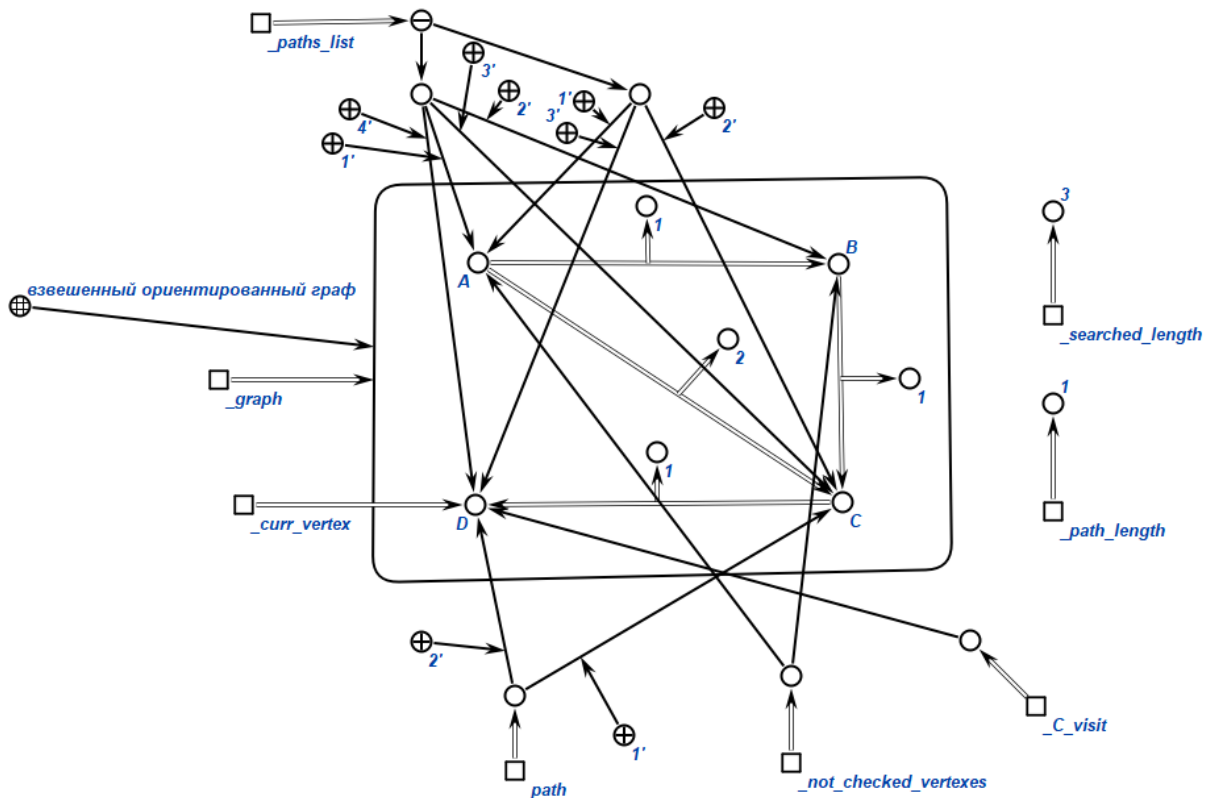 _paths_list
3'
2'
1'
3'
2'
4'
1'
3
1
B
A
взвешенный ориентированный граф
_searched_length
2
_graph
1
1
1
_curr_vertex
D
C
_path_length
2'
1'
_C_visit
_not_checked_vertexes
path